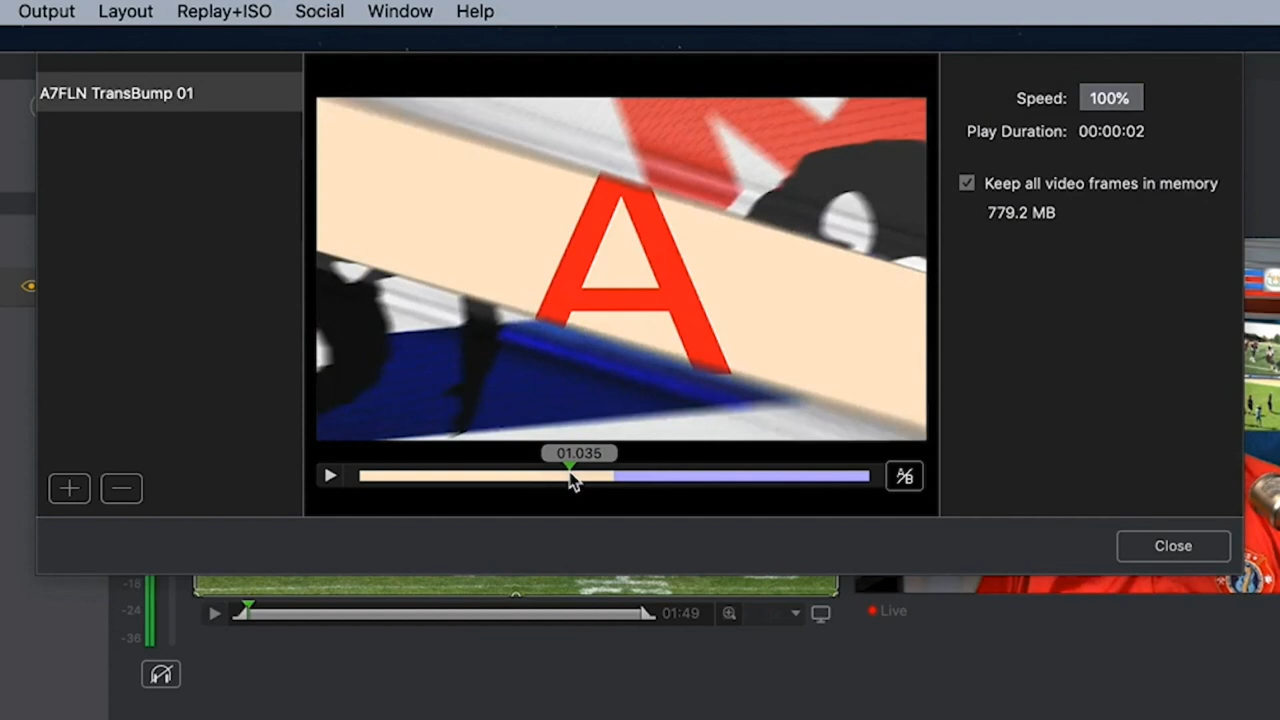 Output Layout Replay+ISO Social Window Help
A7FLN TransBump 01
Speed: 100%
Play Duration: 00:00:02
Keep all video frames in memory
779.2 MB
A
01.035
A/B
Close
-18
-24
-36
01:49
Live